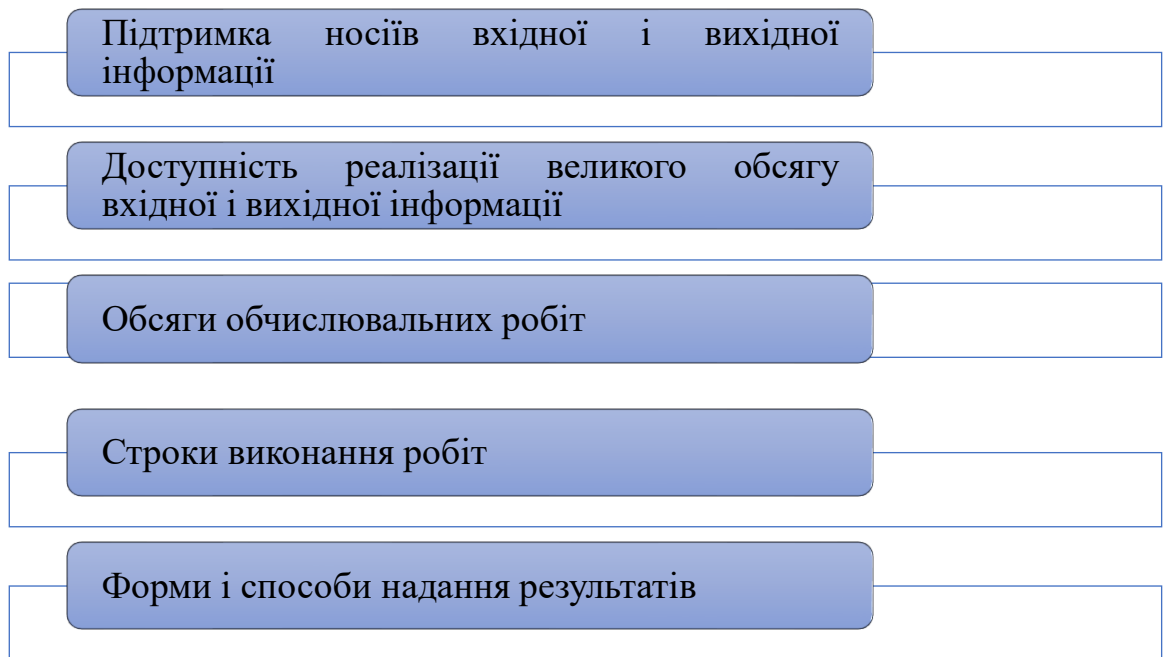 Підтримка носіїв вхідної і вихідної
інформації
Доступність реалізації великого обсягу
вхідної і вихідної інформації
Обсяги обчислювальних робіт
Строки виконання робіт
Форми і способи надання результатів